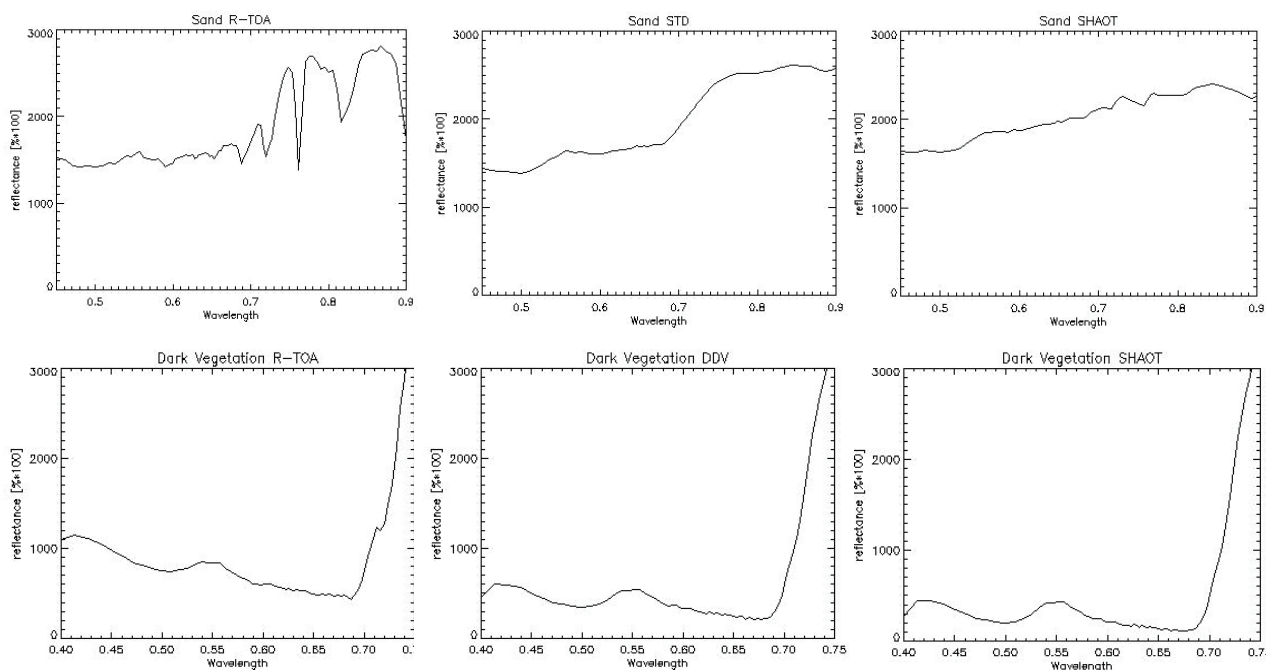 Sand R-TOA
3000
2000
1000
0
reflectance [%*100]
0.5 0.6 0.7 0.8 0.9
Wavelength
Sand STD
3000
2000
1000
0
reflectance [%*100]
0.5 0.6 0.7 0.8 0.9
Wavelength
Sand SHAOT
3000
2000
1000
0
reflectance [%*100]
0.5 0.6 0.7 0.8 0.9
Wavelength
Dark Vegetation R-TOA
3000
2000
1000
0
reflectance [%*100]
0.40 0.45 0.50 0.55 0.60 0.65 0.70 0.
Wavelength
Dark Vegetation DDV
3000
2000
1000
0
reflectance [%*100]
0.40 0.45 0.50 0.55 0.60 0.65 0.70 0.75
Wavelength
Dark Vegetation SHAOT
3000
2000
1000
0
reflectance [%*100]
0.40 0.45 0.50 0.55 0.60 0.65 0.70 0.75
Wavelength